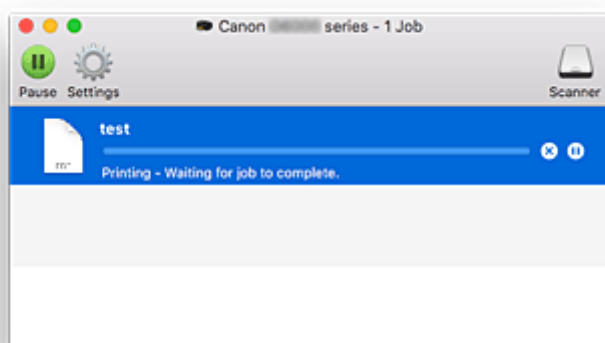 Canon series - 1 Job
Pause Settings Scanner
test
Printing - Waiting for job to complete.